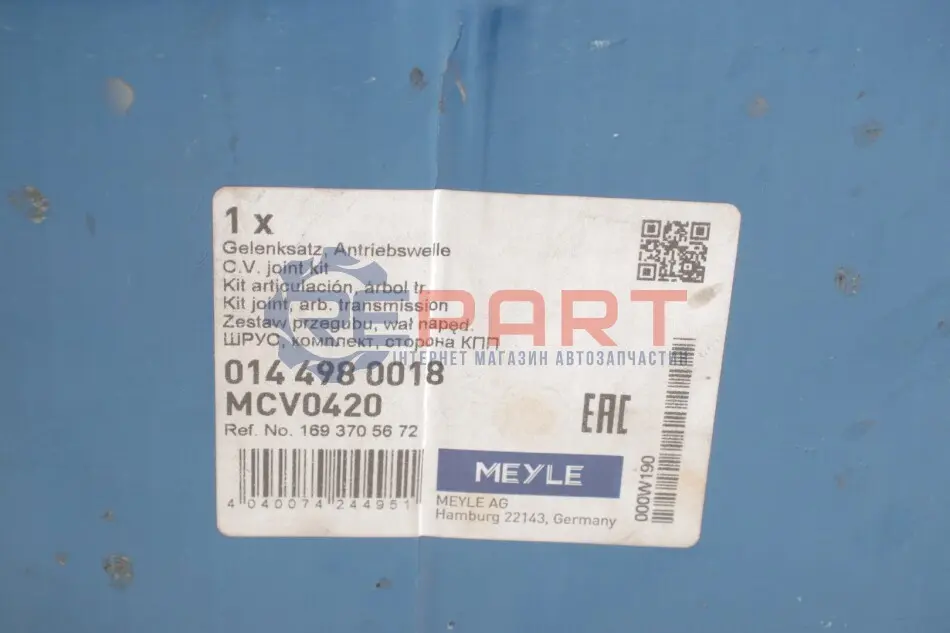 1 x
Gelenksatz, Antriebswelle
C.V. joint kit
Kit articulación, árbol tr.
Kit joint, arb. transmission
Zestaw przegubu, wał napęd.
ШРУС, комплект, сторона КПП
014 498 0018
MCV0420
Ref. No. 169 370 56 72
4 040074 244951
EAC
MEYLE
MEYLE AG
Hamburg 22143, Germany
000W190
REPART
ІНТЕРНЕТ МАГАЗИН АВТОЗАПЧАСТИН